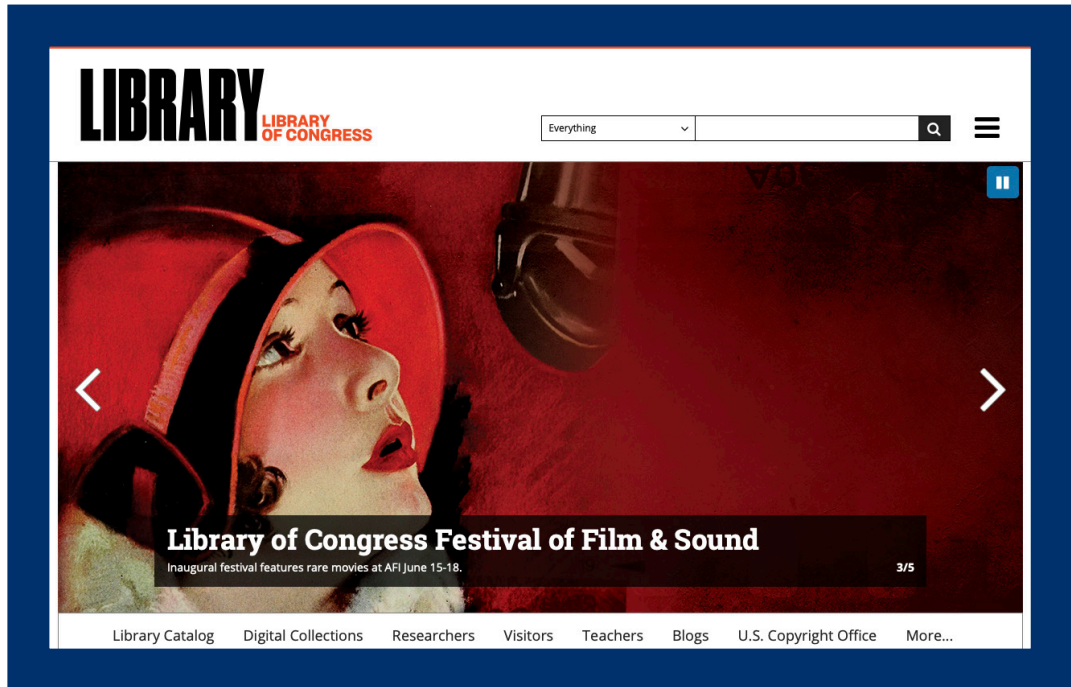 LIBRARY
LIBRARY
OF CONGRESS
Everything
Library of Congress Festival of Film & Sound
Inaugural festival features rare movies at AFI June 15-18.
3/5
Library Catalog Digital Collections Researchers Visitors Teachers Blogs U.S. Copyright Office More...